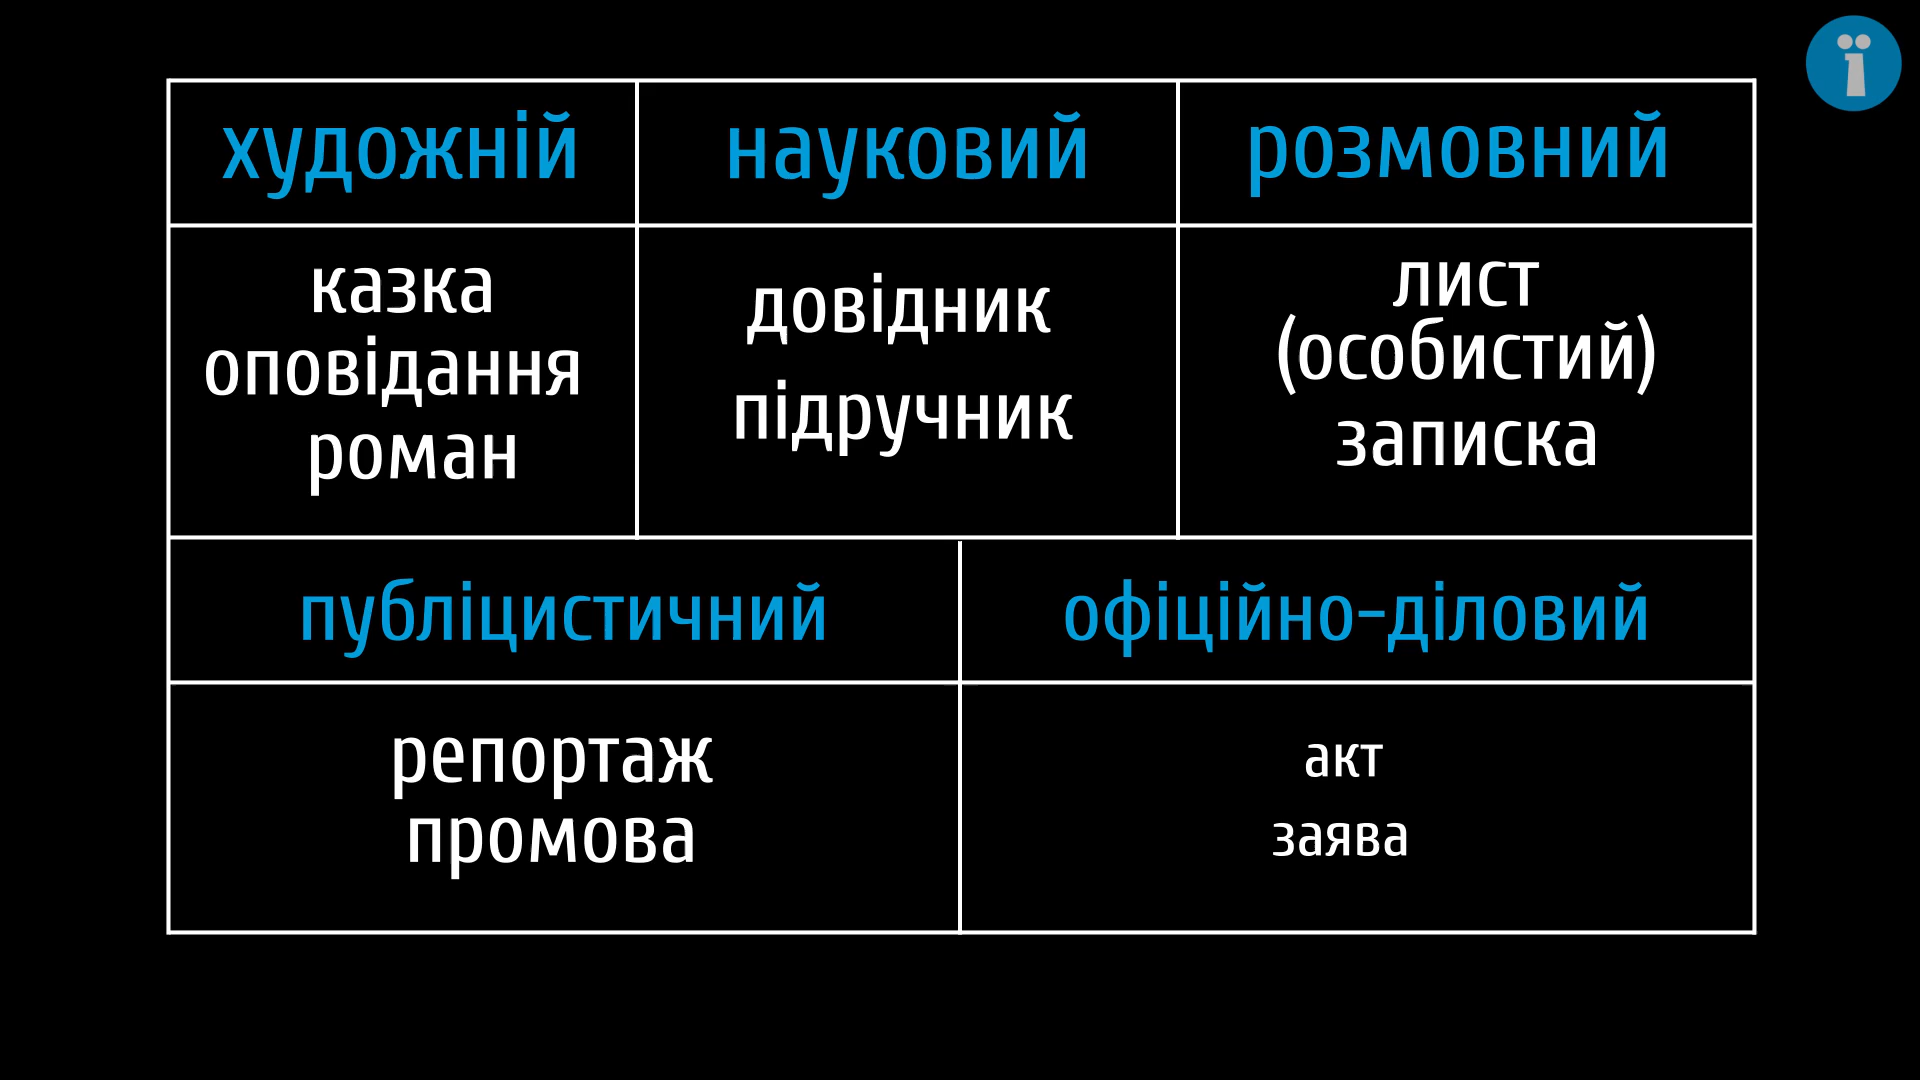 ї
художній
науковий
розмовний
казка
оповідання
роман
довідник
підручник
лист
(особистий)
записка
публіцистичний
офіційно-діловий
репортаж
промова
акт
заява